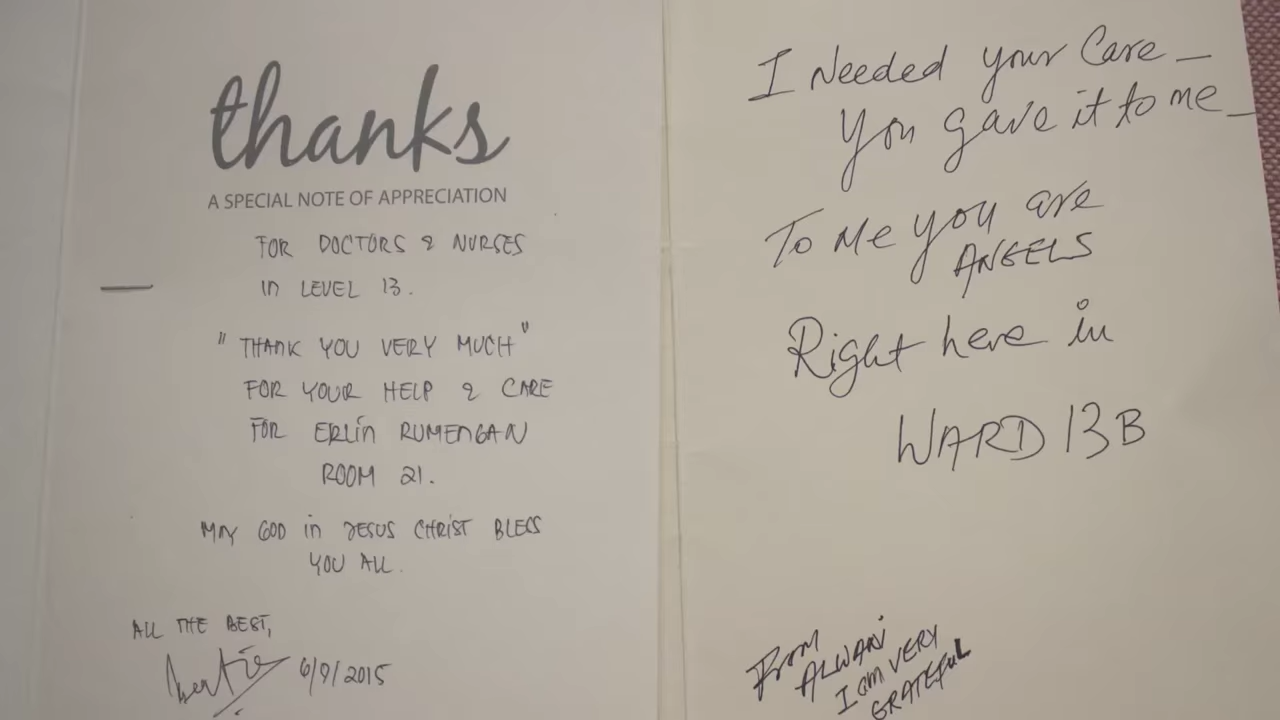 thanks
A SPECIAL NOTE OF APPRECIATION
FOR DOCTORS & NURSES
in LEVEL 13.
"THANK YOU VERY MUCH"
FOR YOUR HELP & CARE
FOR ERLin RUMENGAN
ROOM 21.
MAY GOD in JESUS CHRiST BLESS
YOU ALL.
ALL THE BEST,
6/9/2015
I Needed your Care _
You gave it to me _
To Me you are
ANGELS
Right here in
WARD 13B
From
ALWANi
I am VERY
GRATEFUL